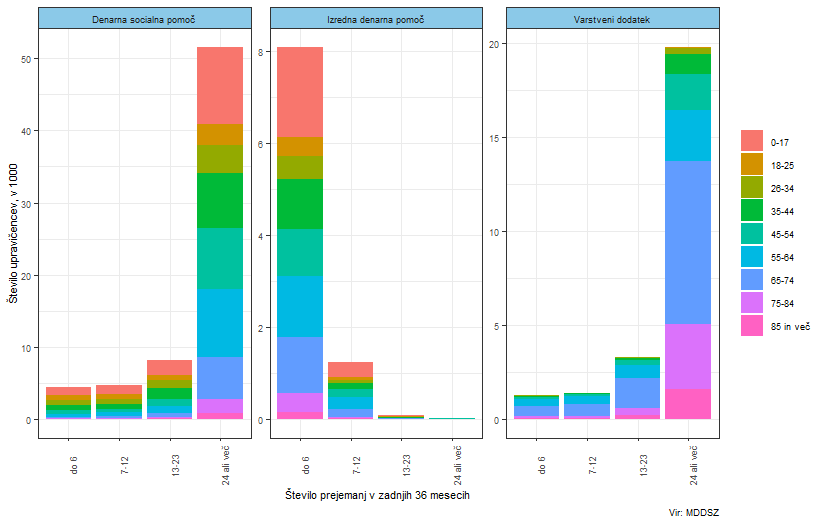 Denarna socialna pomoč
Izredna denarna pomoč
Varstveni dodatek
Število upravičencev, v 1000
50
40
30
20
10
0
8
6
4
2
0
20
15
10
5
0
do 6
7-12
13-23
24 ali več
do 6
7-12
13-23
24 ali več
do 6
7-12
13-23
24 ali več
Število prejemanj v zadnjih 36 mesecih
0-17
18-25
26-34
35-44
45-54
55-64
65-74
75-84
85 in več
Vir: MDDSZ